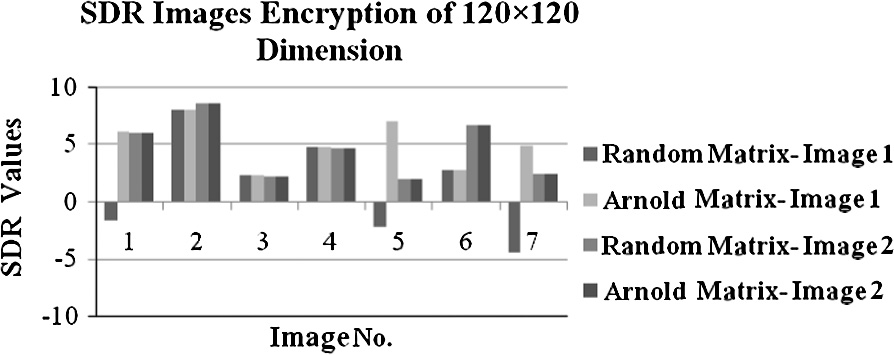 SDR Images Encryption of 120×120
Dimension
SDR Values
10
5
0
-5
-10
1 2 3 4 5 6 7
Image No.
Random Matrix- Image 1
Arnold Matrix- Image 1
Random Matrix- Image 2
Arnold Matrix- Image 2